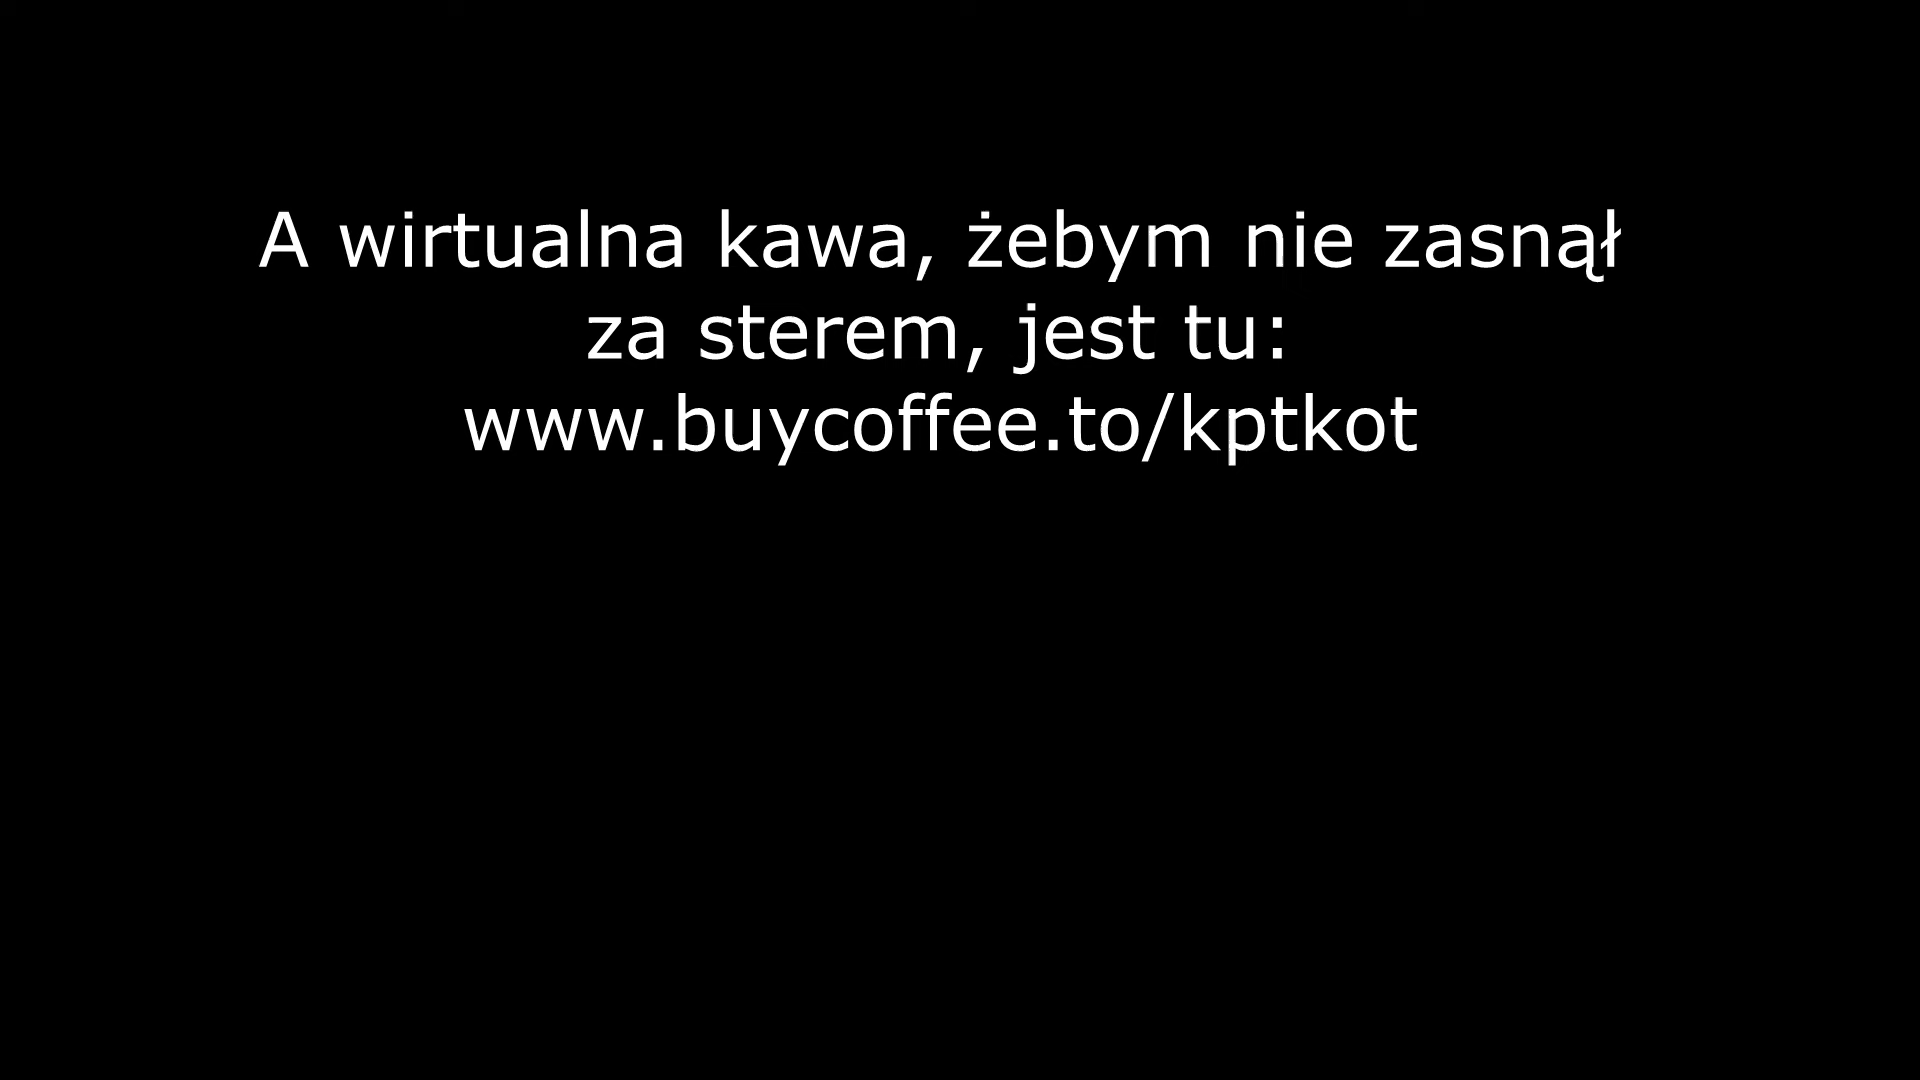 A wirtualna kawa, żebym nie zasnął
za sterem, jest tu:
www.buycoffee.to/kptkot